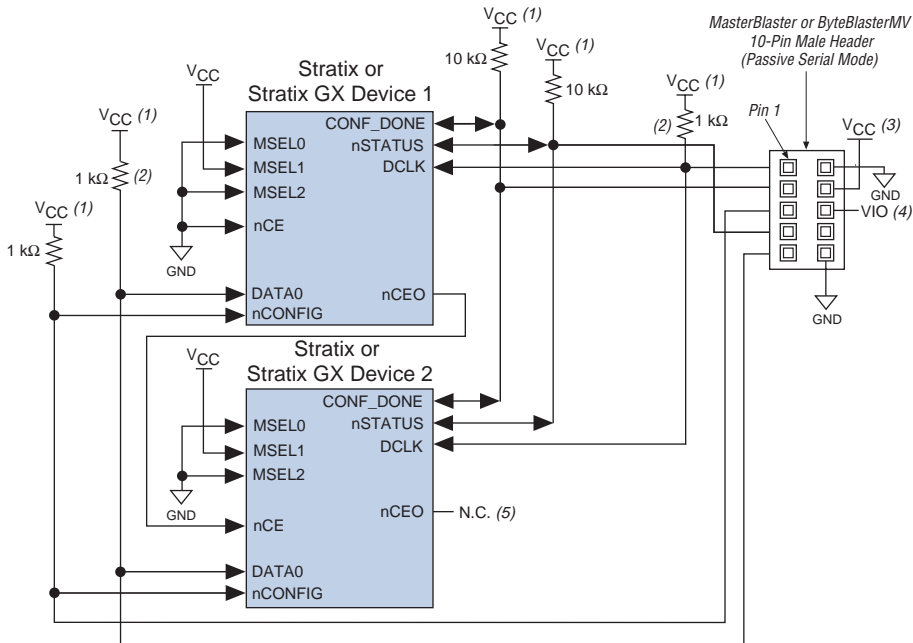 MasterBlaster or ByteBlasterMV
10-Pin Male Header
(Passive Serial Mode)
VCC (1)
10 kΩ
VCC (1)
10 kΩ
VCC (1)
(2) 1 kΩ
Pin 1
VCC (3)
GND
VIO (4)
GND
VCC
VCC (1)
1 kΩ (2)
VCC (1)
1 kΩ
Stratix or
Stratix GX Device 1
CONF_DONE
MSEL0
nSTATUS
MSEL1
DCLK
MSEL2
nCE
GND
DATA0
nCEO
nCONFIG
Stratix or
Stratix GX Device 2
VCC
CONF_DONE
MSEL0
nSTATUS
MSEL1
DCLK
MSEL2
GND
nCE
nCEO
N.C. (5)
DATA0
nCONFIG